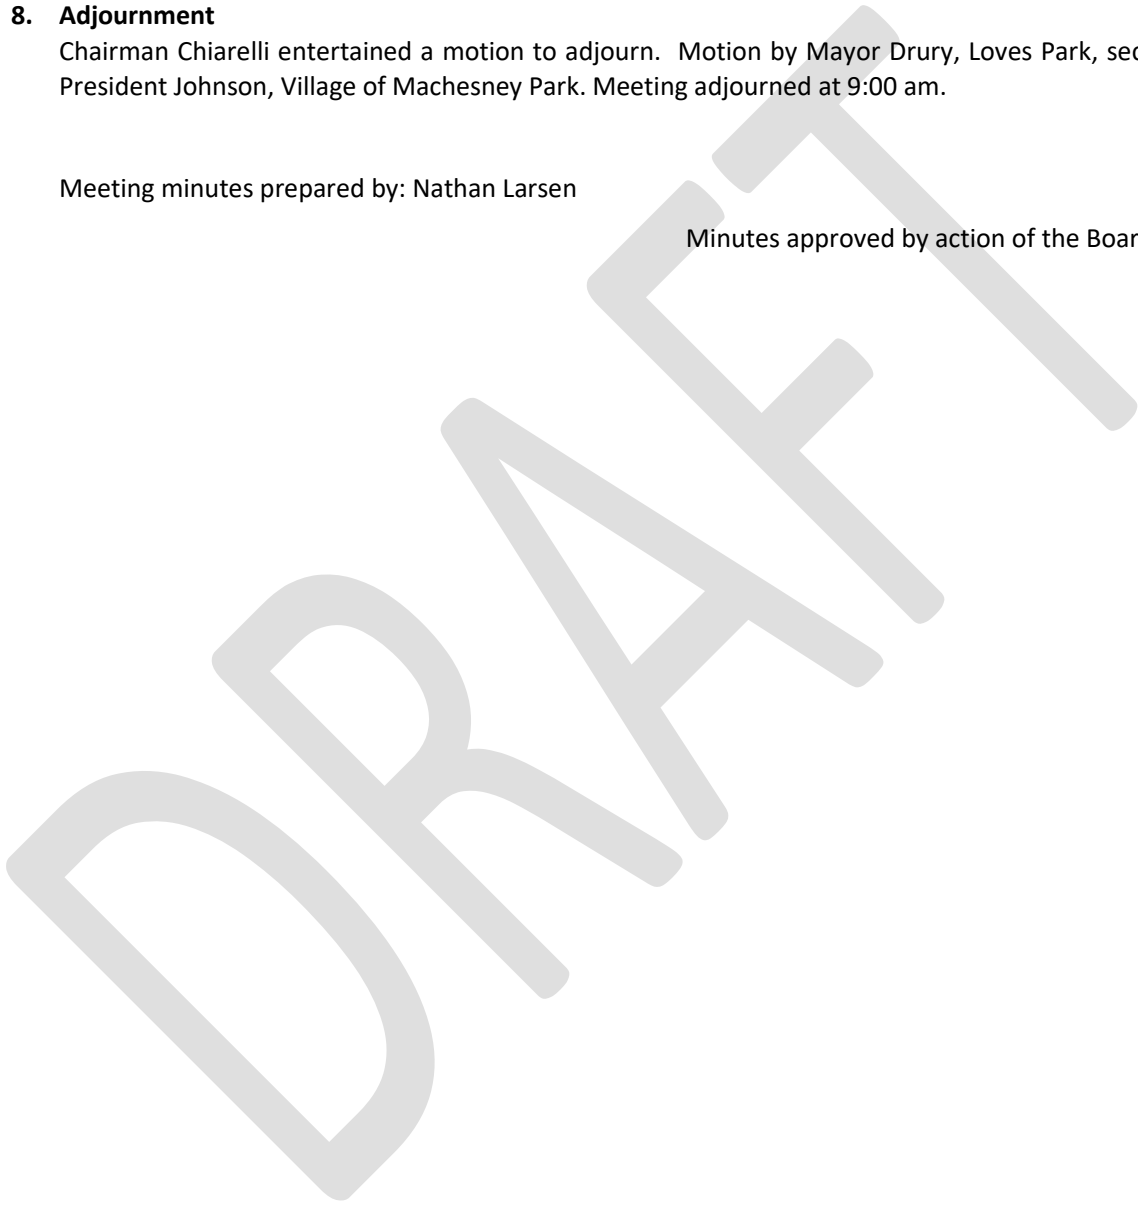 8. Adjournment
Chairman Chiarelli entertained a motion to adjourn. Motion by Mayor Drury, Loves Park,
President Johnson, Village of Machesney Park. Meeting adjourned at 9:00 am.
Meeting minutes prepared by: Nathan Larsen
Minutes approved by action of the
DRAFT